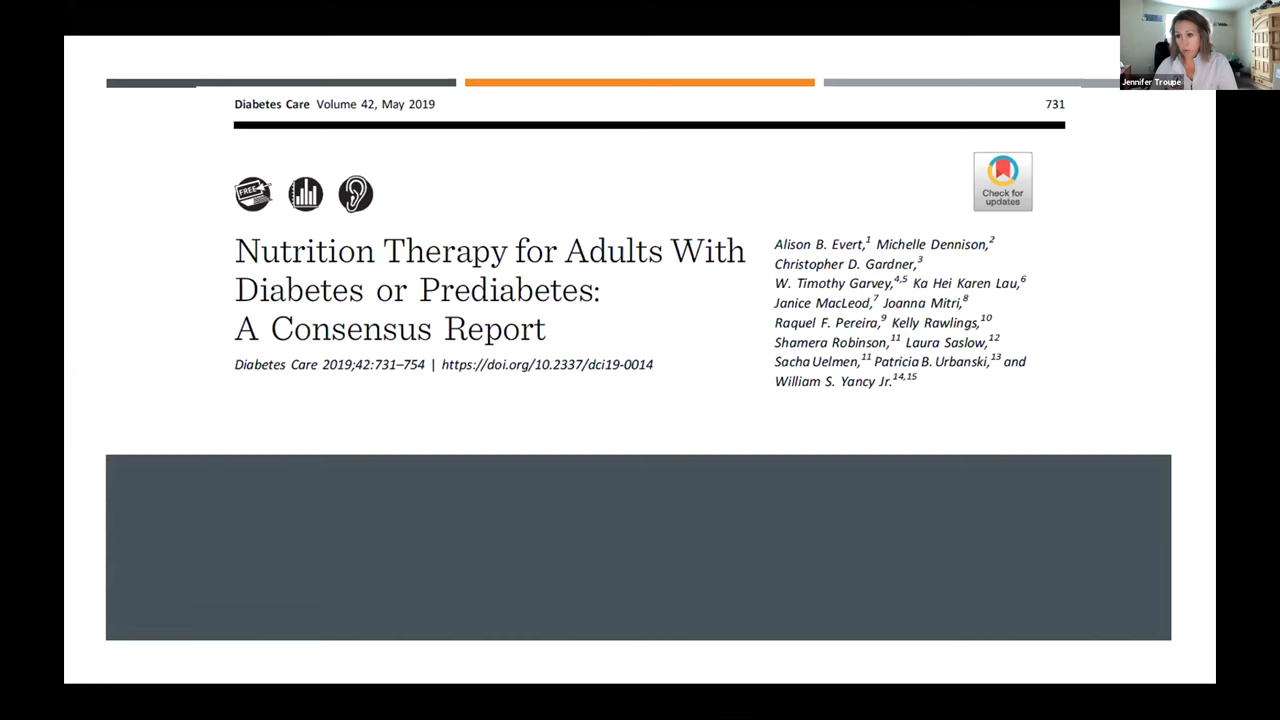 Jennifer Troupe
Diabetes Care Volume 42, May 2019
731
FREE
Check for
updates
Nutrition Therapy for Adults With
Diabetes or Prediabetes:
A Consensus Report
Diabetes Care 2019;42:731–754 | https://doi.org/10.2337/dci19-0014
Alison B. Evert,1 Michelle Dennison,2
Christopher D. Gardner,3
W. Timothy Garvey,4,5 Ka Hei Karen Lau,6
Janice MacLeod,7 Joanna Mitri,8
Raquel F. Pereira,9 Kelly Rawlings,10
Shamera Robinson,11 Laura Saslow,12
Sacha Uelmen,11 Patricia B. Urbanski,13 and
William S. Yancy Jr.14,15